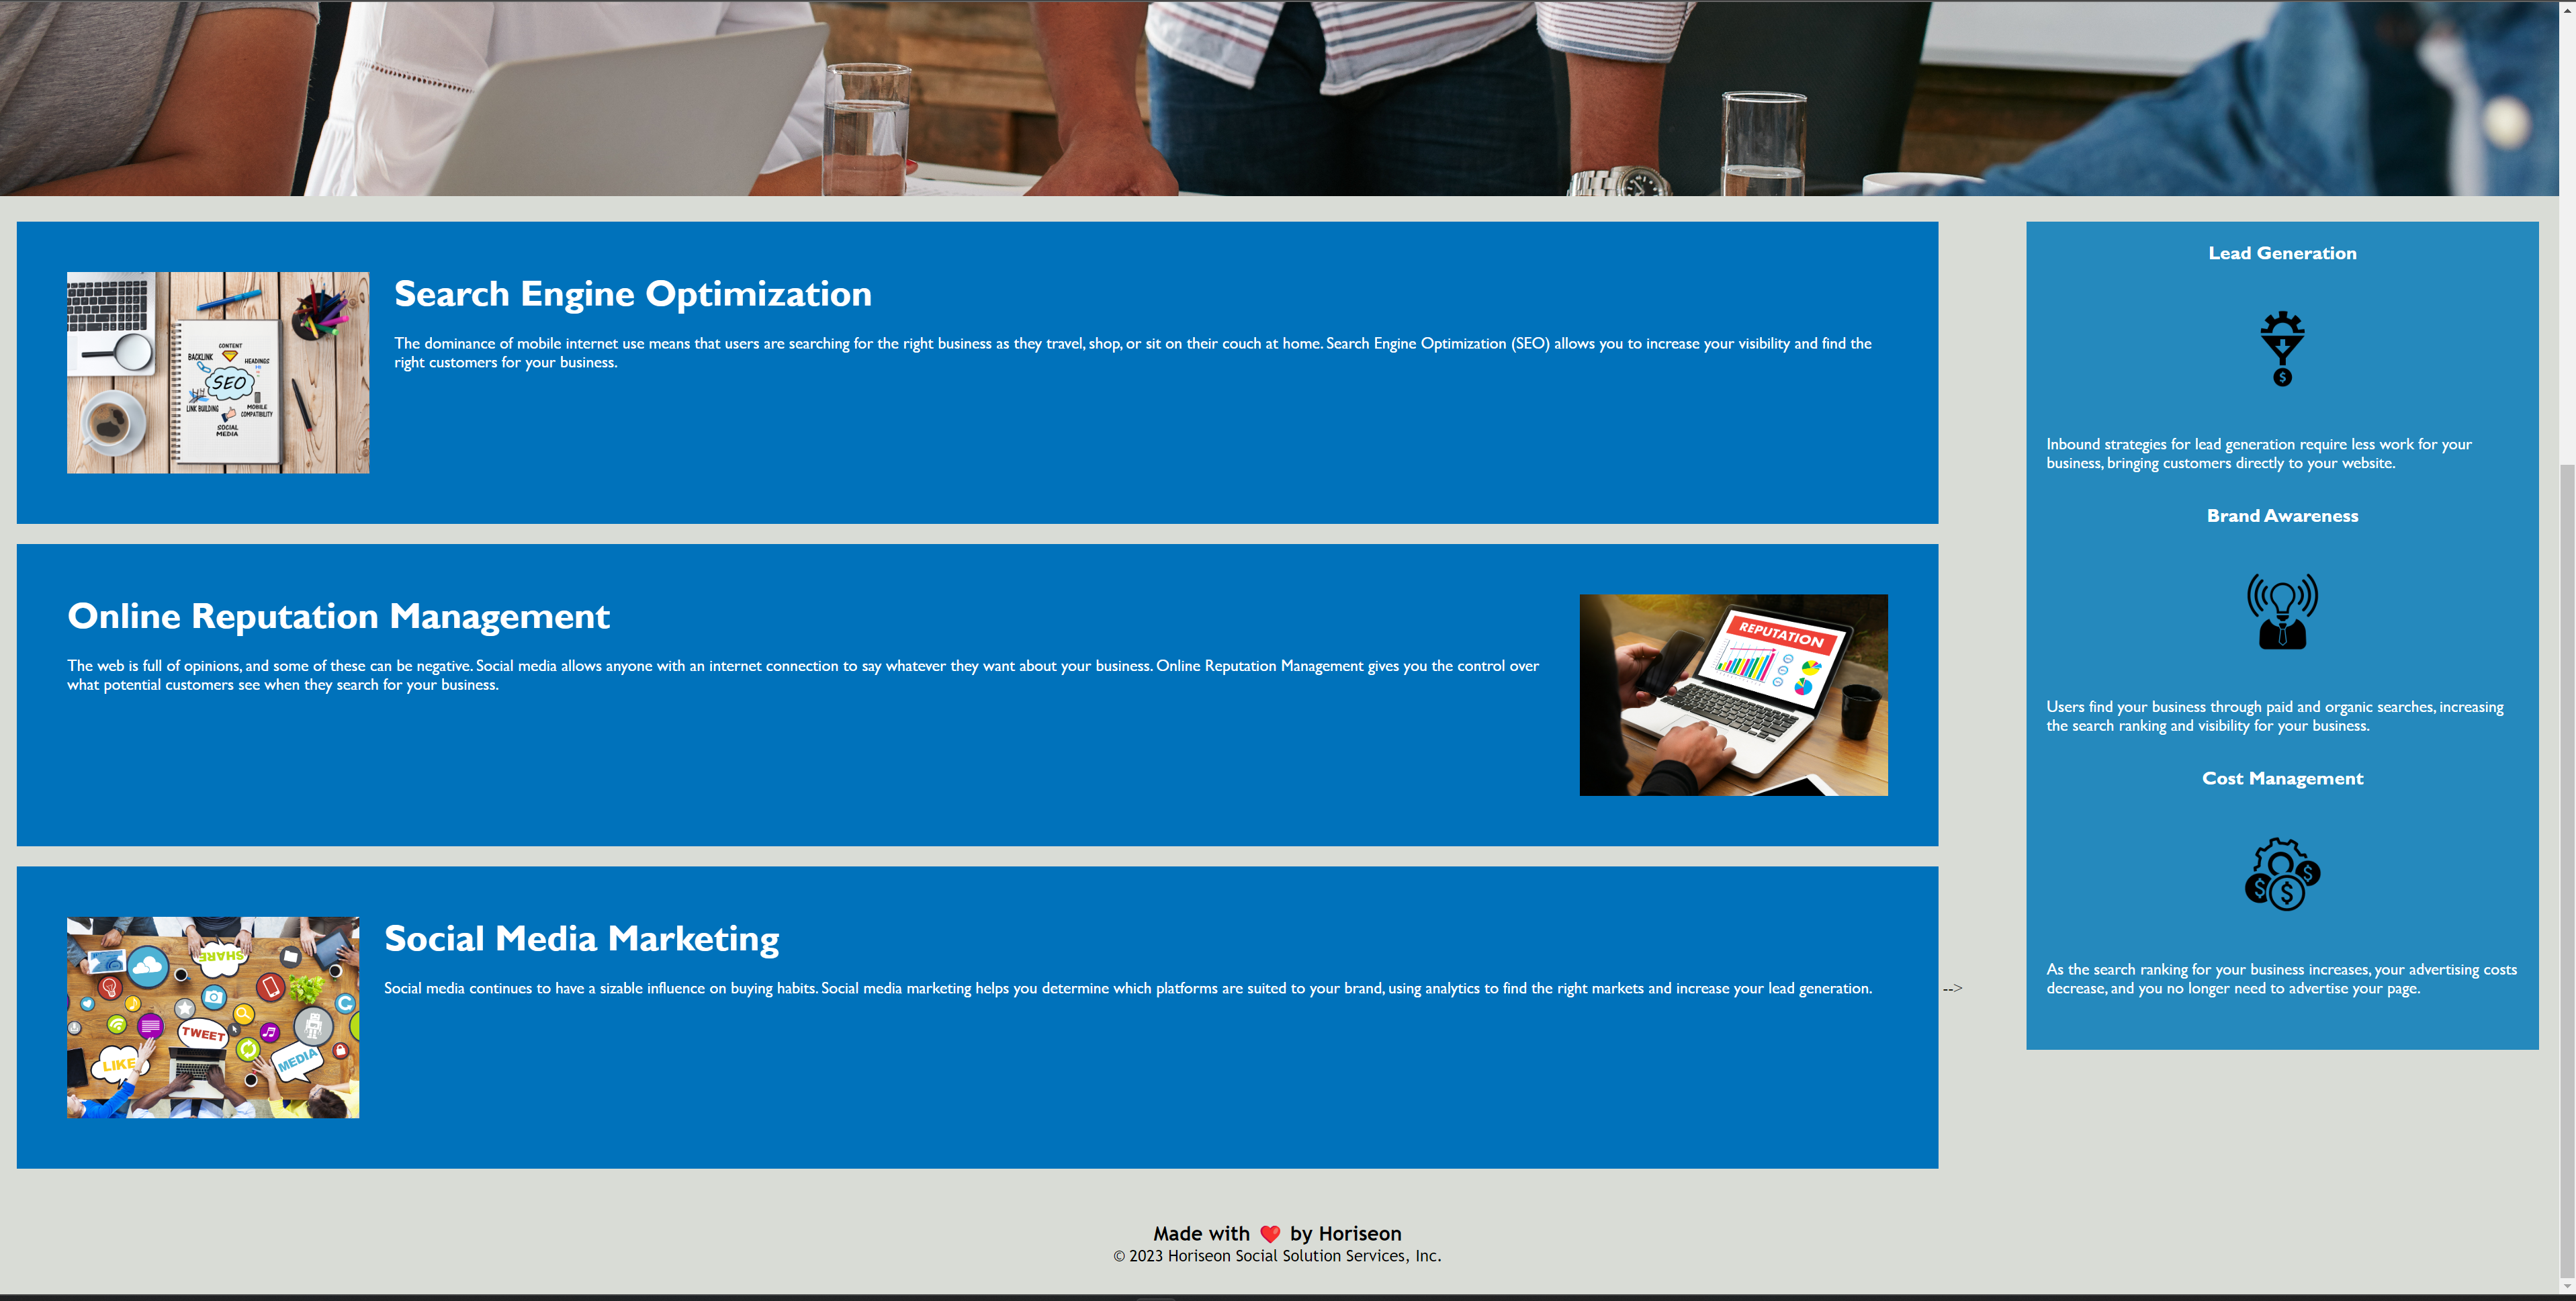 CONTENT
BACKLINK
HEADINGS
SEO
LINK BUILDING
MOBILE
COMPATIBILITY
SOCIAL
MEDIA
Search Engine Optimization
The dominance of mobile internet use means that users are searching for the right business as they travel, shop, or sit on their couch at home. Search Engine Optimization (SEO) allows you to increase your visibility and find the
right customers for your business.
Online Reputation Management
The web is full of opinions, and some of these can be negative. Social media allows anyone with an internet connection to say whatever they want about your business. Online Reputation Management gives you the control over
what potential customers see when they search for your business.
REPUTATION
SHARE
TWEET
LIKE
MEDIA
Social Media Marketing
Social media continues to have a sizable influence on buying habits. Social media marketing helps you determine which platforms are suited to your brand, using analytics to find the right markets and increase your lead generation.
-->
Lead Generation
$
Inbound strategies for lead generation require less work for your
business, bringing customers directly to your website.
Brand Awareness
Users find your business through paid and organic searches, increasing
the search ranking and visibility for your business.
Cost Management
$ $ $
As the search ranking for your business increases, your advertising costs
decrease, and you no longer need to advertise your page.
Made with ❤️ by Horiseon
© 2023 Horiseon Social Solution Services, Inc.